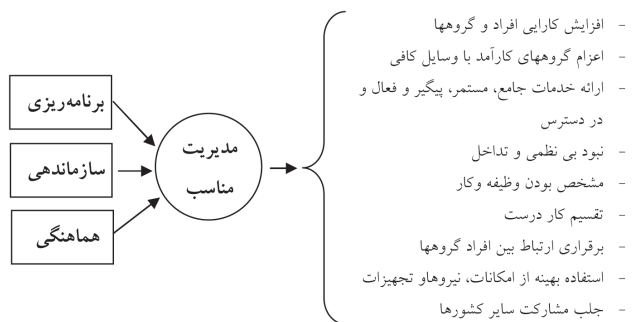 برنامه‌ریزی
سازماندهی
هماهنگی
مدیریت
مناسب
- افزایش کارایی افراد و گروهها
- اعزام گروههای کارآمد با وسایل کافی
- ارائه خدمات جامع، مستمر، پیگیر و فعال و
در دسترس
- نبود بی نظمی و تداخل
- مشخص بودن وظیفه وکار
- تقسیم کار درست
- برقراری ارتباط بین افراد گروهها
- استفاده بهینه از امکانات، نیروهاو تجهیزات
- جلب مشارکت سایر کشورها